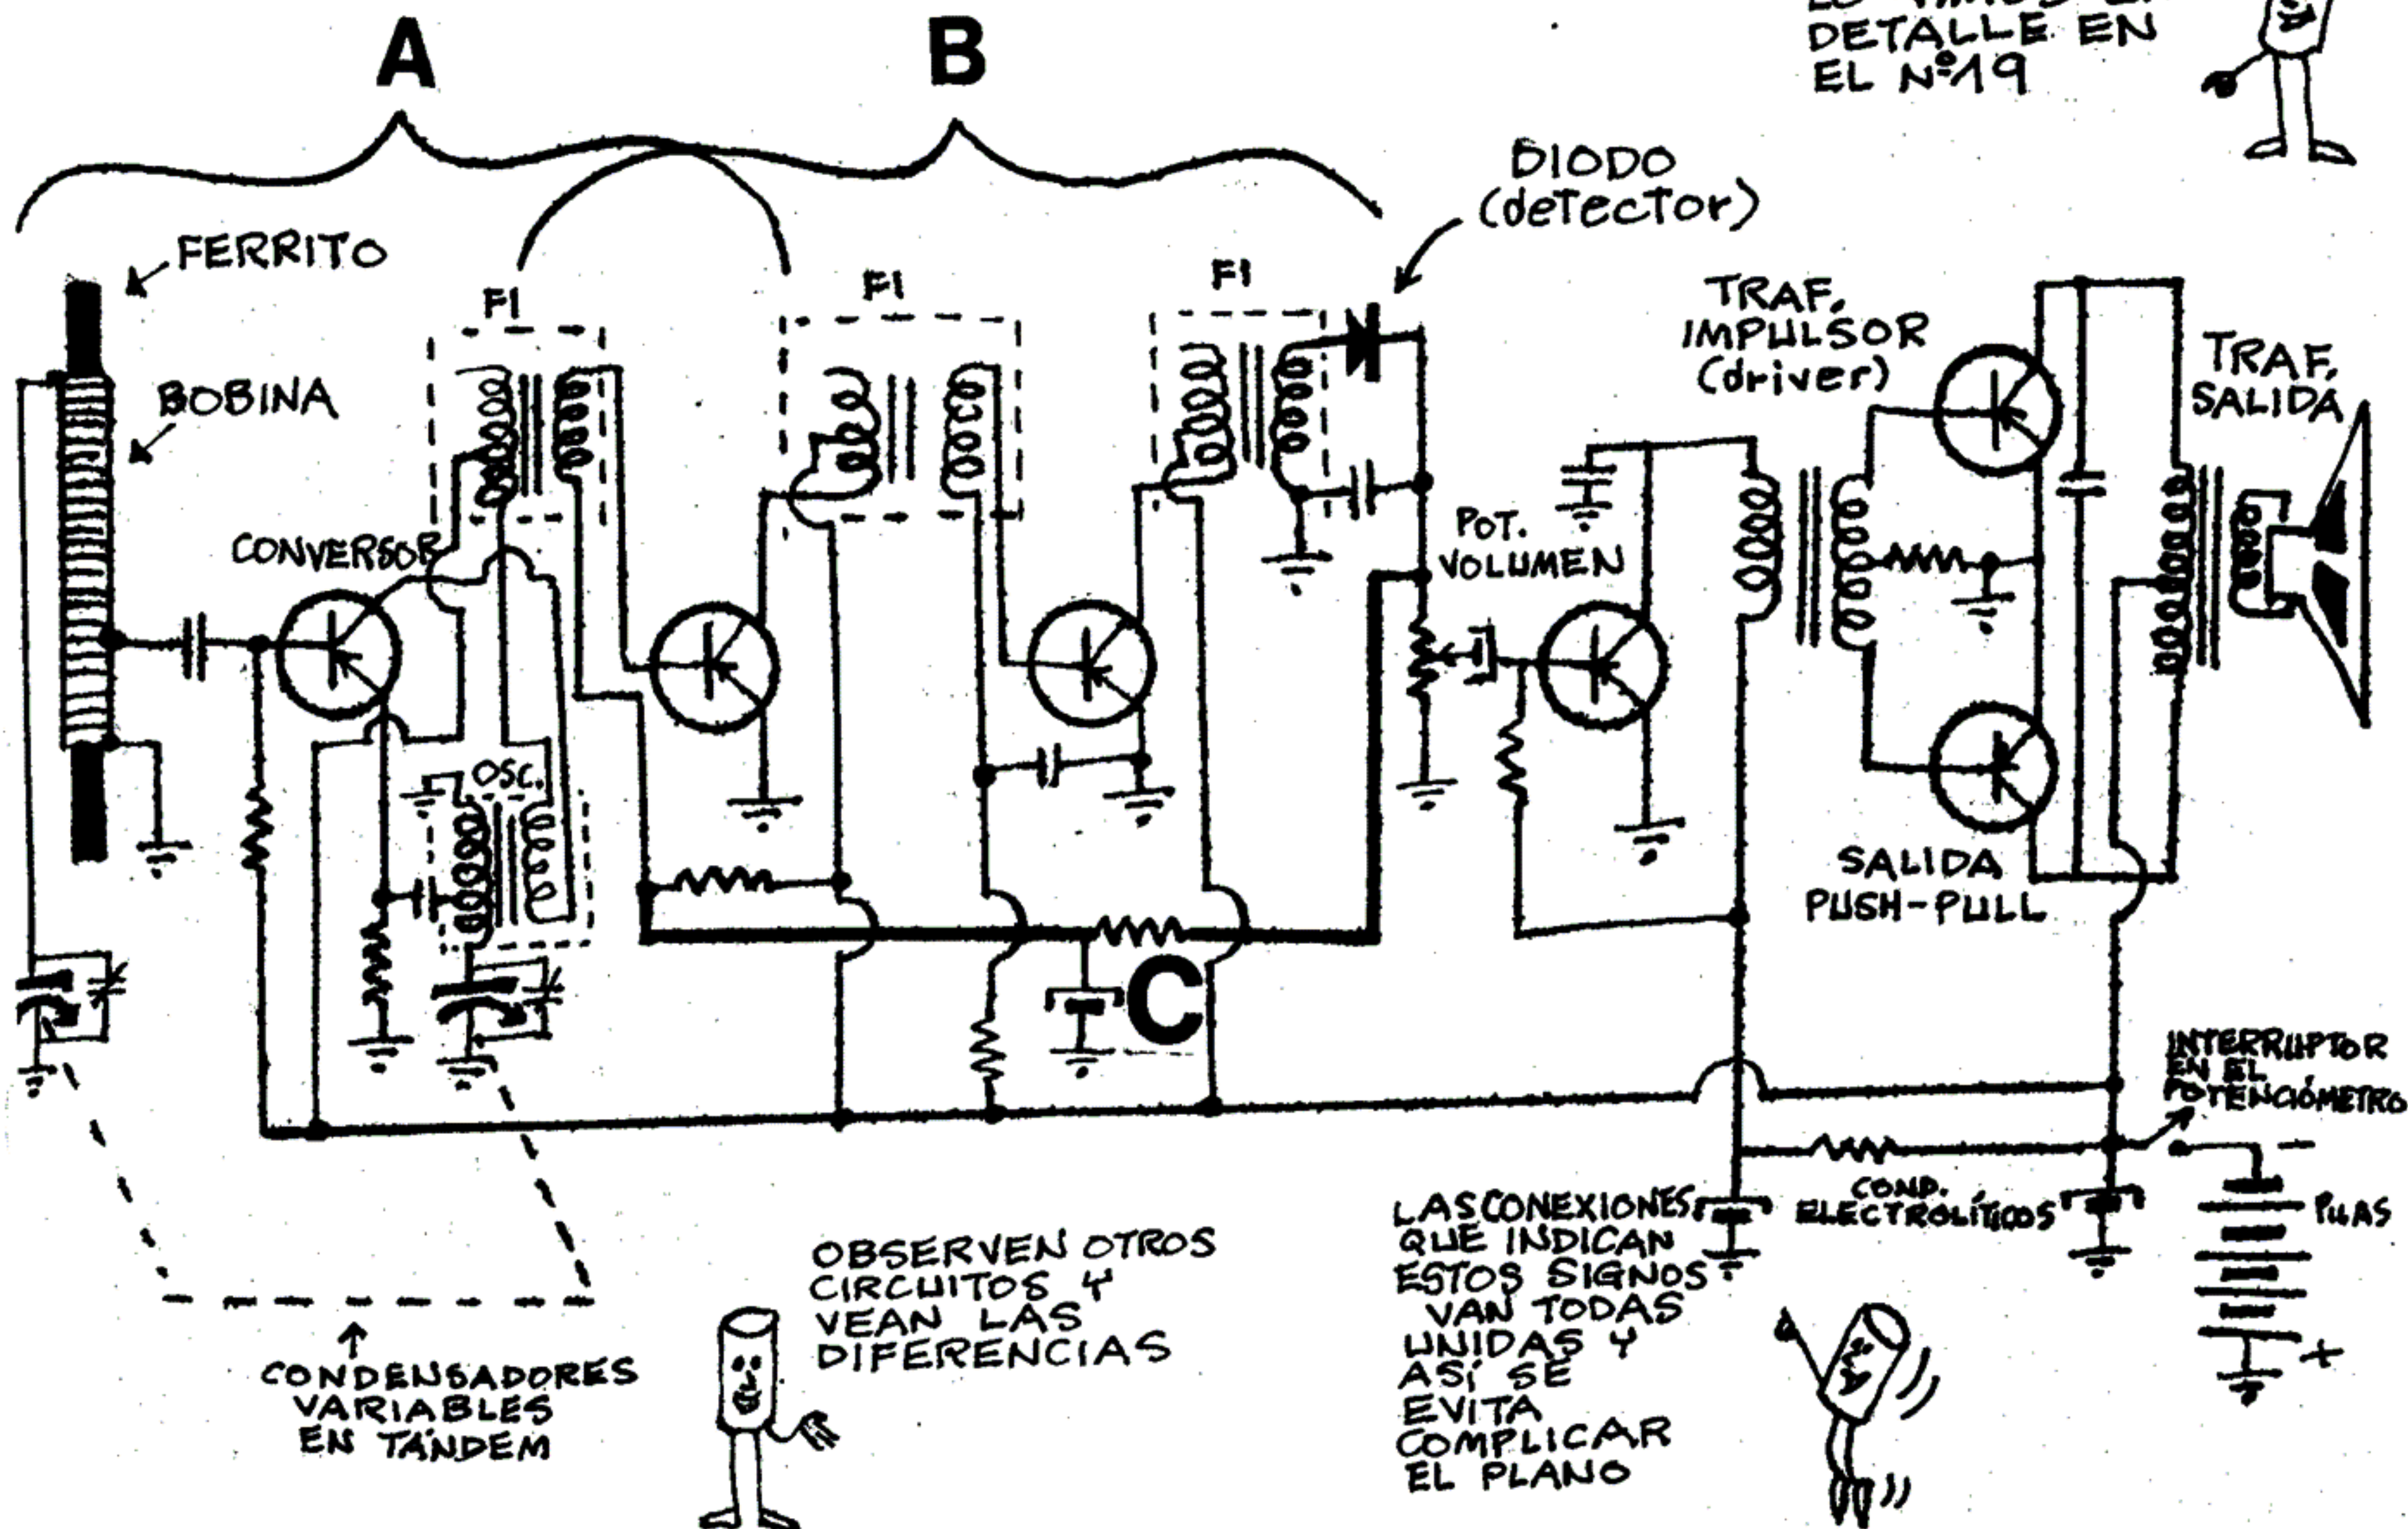 A
B
DETALLE EN
EL Nº19
DIODO
(detector)
FERRITO
BOBINA
FI
FI
FI
TRAF.
IMPULSOR
(driver)
TRAF.
SALIDA
CONVERSOR
POT.
VOLUMEN
OSC.
SALIDA
PUSH-PULL
C
INTERRUPTOR
EN EL
POTENCIÓMETRO
-
COND.
ELECTROLÍTICOS
PILAS
+
LAS CONEXIONES
QUE INDICAN
ESTOS SIGNOS
VAN TODAS
UNIDAS Y
ASÍ SE
EVITA
COMPLICAR
EL PLANO
OBSERVEN OTROS
CIRCUITOS Y
VEAN LAS
DIFERENCIAS
CONDENSADORES
VARIABLES
EN TÁNDEM